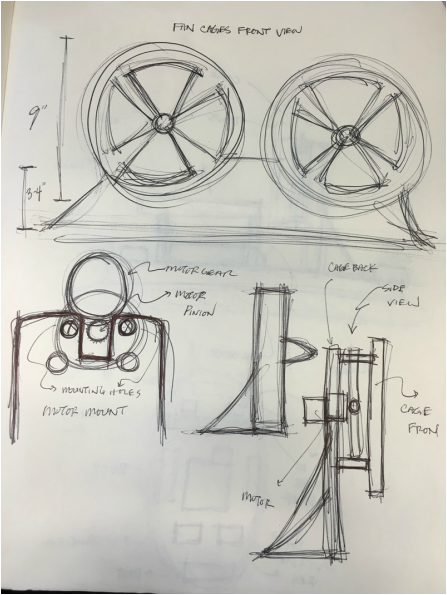 FAN CAGES FRONT VIEW
9"
3-4"
MOTOR GEAR
MOTOR
PINION
MOUNTING HOLES
MOTOR MOUNT
CAGE BACK
SIDE
VIEW
CAGE
FRON
MOTOR